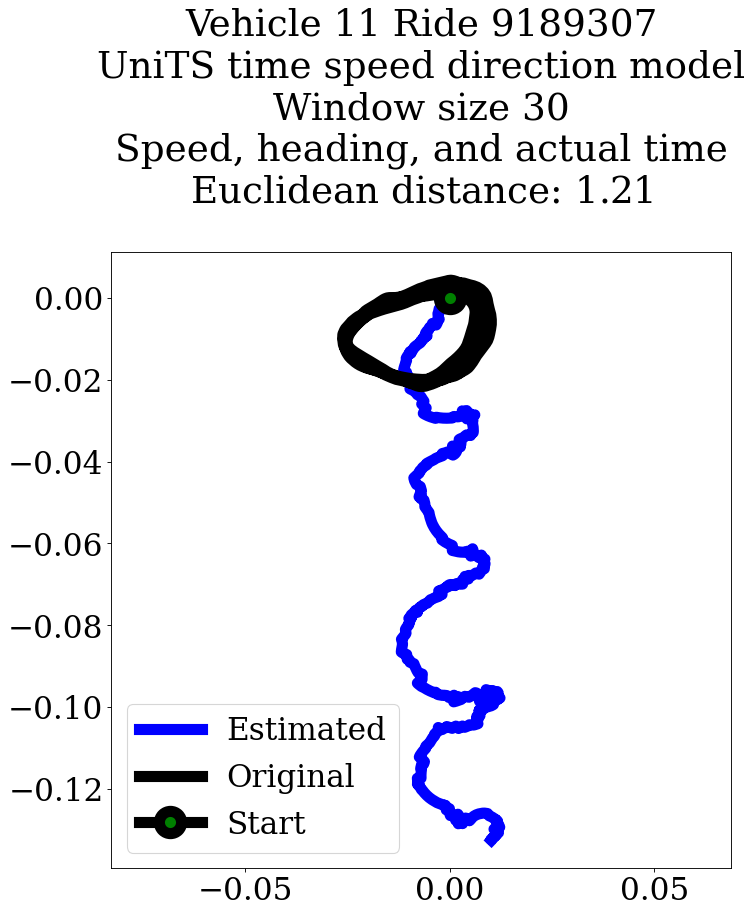 Vehicle 11 Ride 9189307
UniTS time speed direction model
Window size 30
Speed, heading, and actual time
Euclidean distance: 1.21
0.00
−0.02
−0.04
−0.06
−0.08
−0.10
−0.12
Estimated
Original
Start
−0.05
0.00
0.05